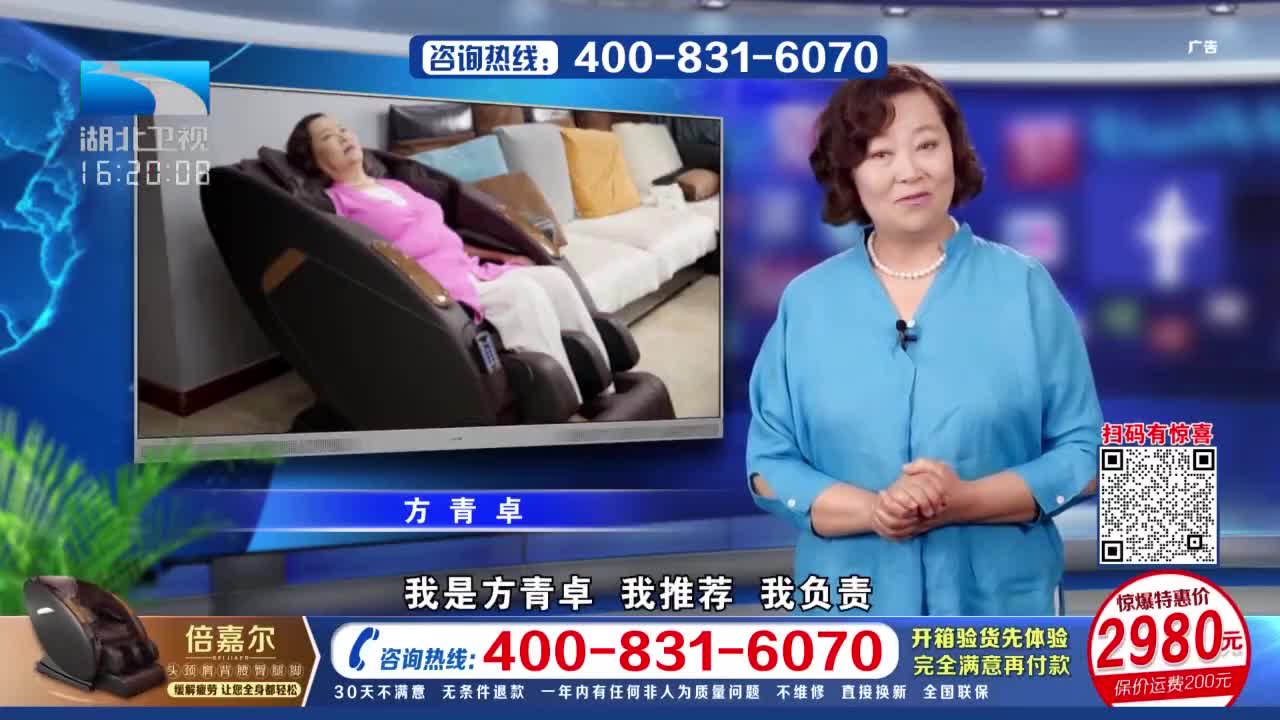 咨询热线：400-831-6070
广告
湖北卫视
16:20:08
扫码有惊喜
方青卓
我是方青卓 我推荐 我负责
倍嘉尔
BEIJIAER
头颈肩背腰臀腿脚
缓解疲劳 让您全身都轻松
咨询热线：400-831-6070
开箱验货先体验
完全满意再付款
惊爆特惠价
2980元
保价运费200元
30天不满意 无条件退款 一年内有任何非人为质量问题 不维修 直接换新 全国联保